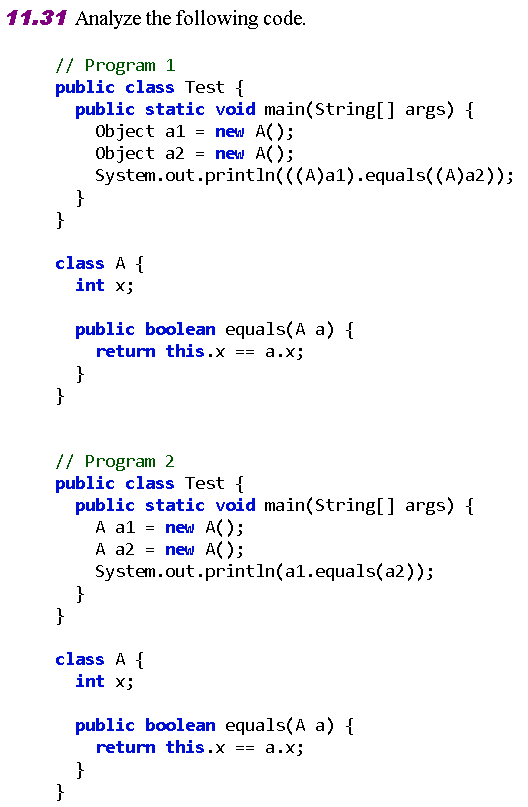 11.31 Analyze the following code.
// Program 1
public class Test {
  public static void main(String[] args) {
    Object a1 = new A();
    Object a2 = new A();
    System.out.println(((A)a1).equals((A)a2));
  }
}
class A {
  int x;
  public boolean equals(A a) {
    return this.x == a.x;
  }
}
// Program 2
public class Test {
  public static void main(String[] args) {
    A a1 = new A();
    A a2 = new A();
    System.out.println(a1.equals(a2));
  }
}
class A {
  int x;
  public boolean equals(A a) {
    return this.x == a.x;
  }
}